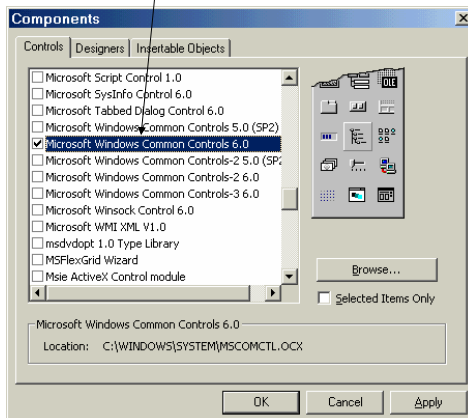 Components
Controls Designers Insertable Objects
Microsoft Script Control 1.0
Microsoft SysInfo Control 6.0
Microsoft Tabbed Dialog Control 6.0
Microsoft Windows Common Controls 5.0 (SP2)
Microsoft Windows Common Controls 6.0
Microsoft Windows Common Controls-2 5.0 (SP2
Microsoft Windows Common Controls-2 6.0
Microsoft Windows Common Controls-3 6.0
Microsoft Winsock Control 6.0
Microsoft WMI XML V1.0
msdvdopt 1.0 Type Library
MSFlexGrid Wizard
Msie ActiveX Control module
OLE
Browse...
Selected Items Only
Microsoft Windows Common Controls 6.0
Location: C:\WINDOWS\SYSTEM\MSCOMCTL.OCX
OK Cancel Apply